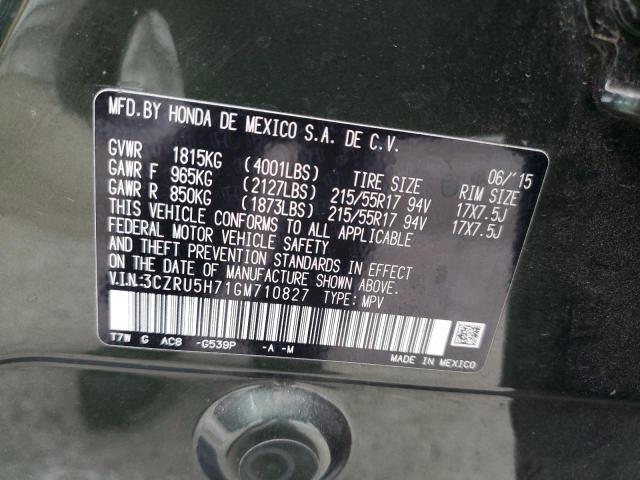 MFD.BY HONDA DE MEXICO S.A. DE C.V.
06/'15
GVWR 1815KG (4001LBS) TIRE SIZE RIM SIZE
GAWR F 965KG (2127LBS) 215/55R17 94V 17X7.5J
GAWR R 850KG (1873LBS) 215/55R17 94V 17X7.5J
THIS VEHICLE CONFORMS TO ALL APPLICABLE
FEDERAL MOTOR VEHICLE SAFETY
AND THEFT PREVENTION STANDARDS IN EFFECT
ON THE DATE OF MANUFACTURE SHOWN ABOVE.
V.I.N:3CZRU5H71GM710827 TYPE: MPV
T7W G AC8 -G539P -A -M
MADE IN MEXICO